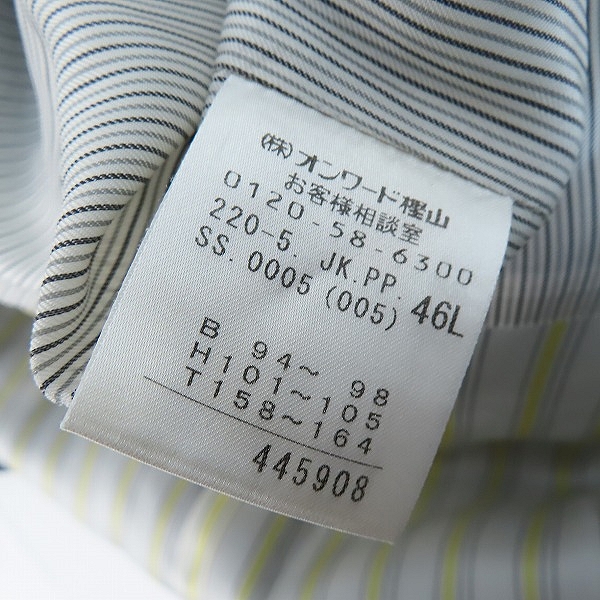 (株)オンワード樫山
お客様相談室
0120-58-6300
220-5. JK.PP.
SS. 0005 (005) 46L
B 94～ 98
H101～105
T158～164
445908